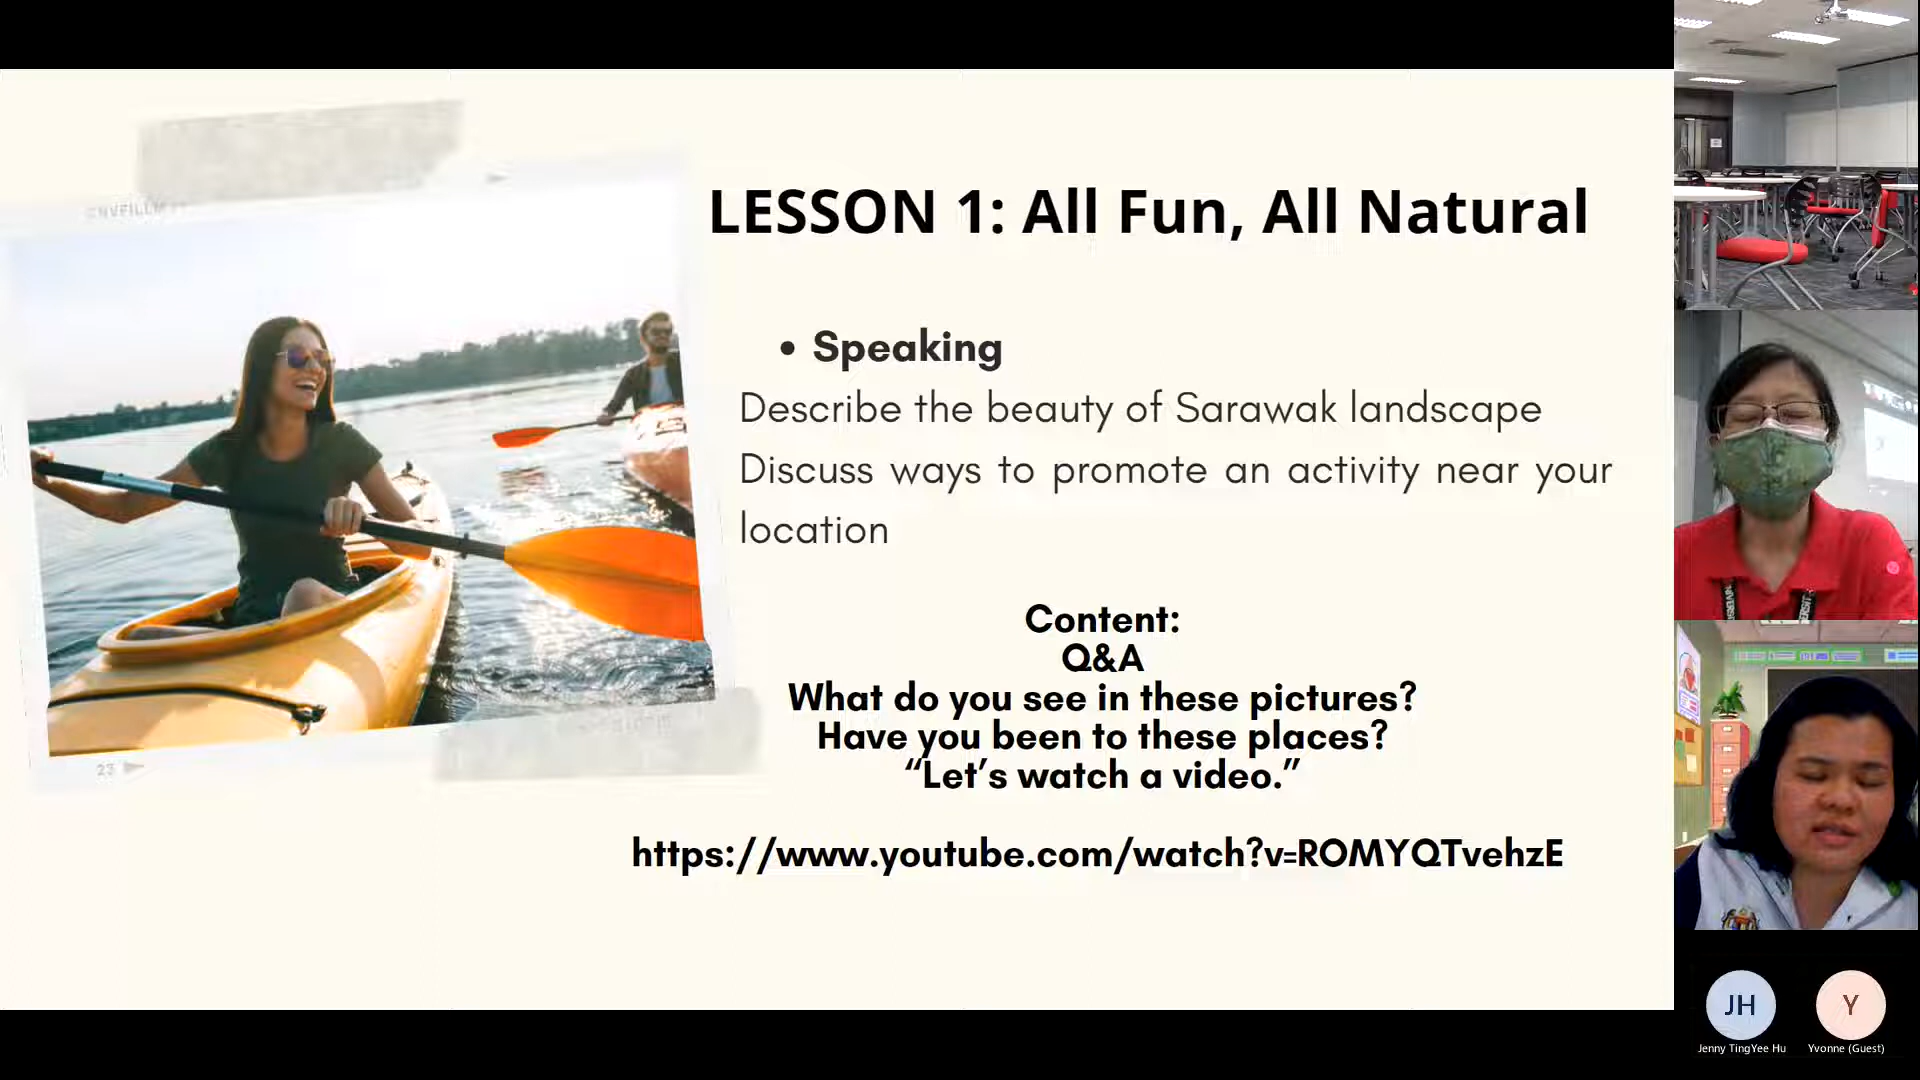 LESSON 1: All Fun, All Natural
• Speaking
Describe the beauty of Sarawak landscape
Discuss ways to promote an activity near your
location
Content:
Q&A
What do you see in these pictures?
Have you been to these places?
“Let’s watch a video.”
https://www.youtube.com/watch?v=ROMYQTvehzE
23
JH
Y
Jenny TingYee Hu
Yvonne (Guest)